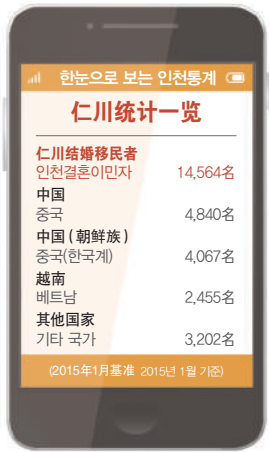 한눈으로 보는 인천통계
仁川统计一览
仁川结婚移民者
인천결혼이민자 14,564名
中国
중국 4,840名
中国(朝鲜族)
중국(한국계) 4,067名
越南
베트남 2,455名
其他国家
기타 국가 3,202名
(2015年1月基准 2015년 1월 기준)